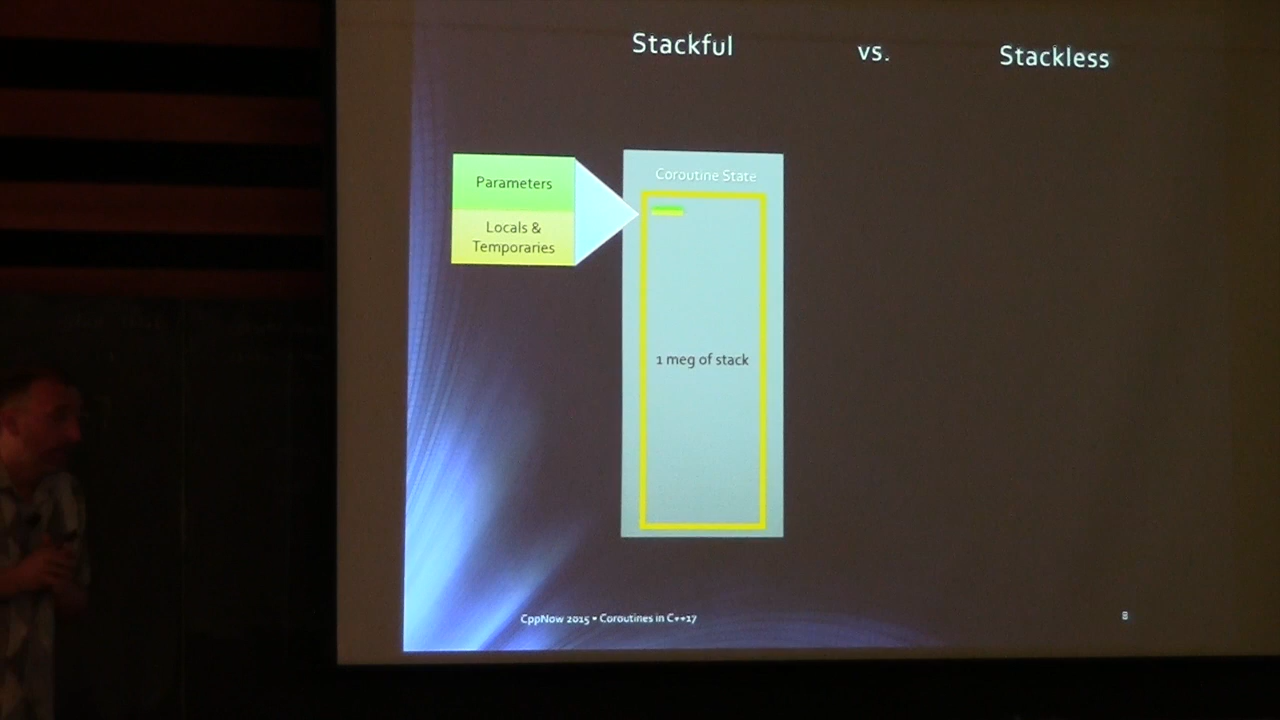 Stackful vs. Stackless
Parameters
Locals &
Temporaries
Coroutine State
1 meg of stack
CppNow 2015 • Coroutines in C++17
8